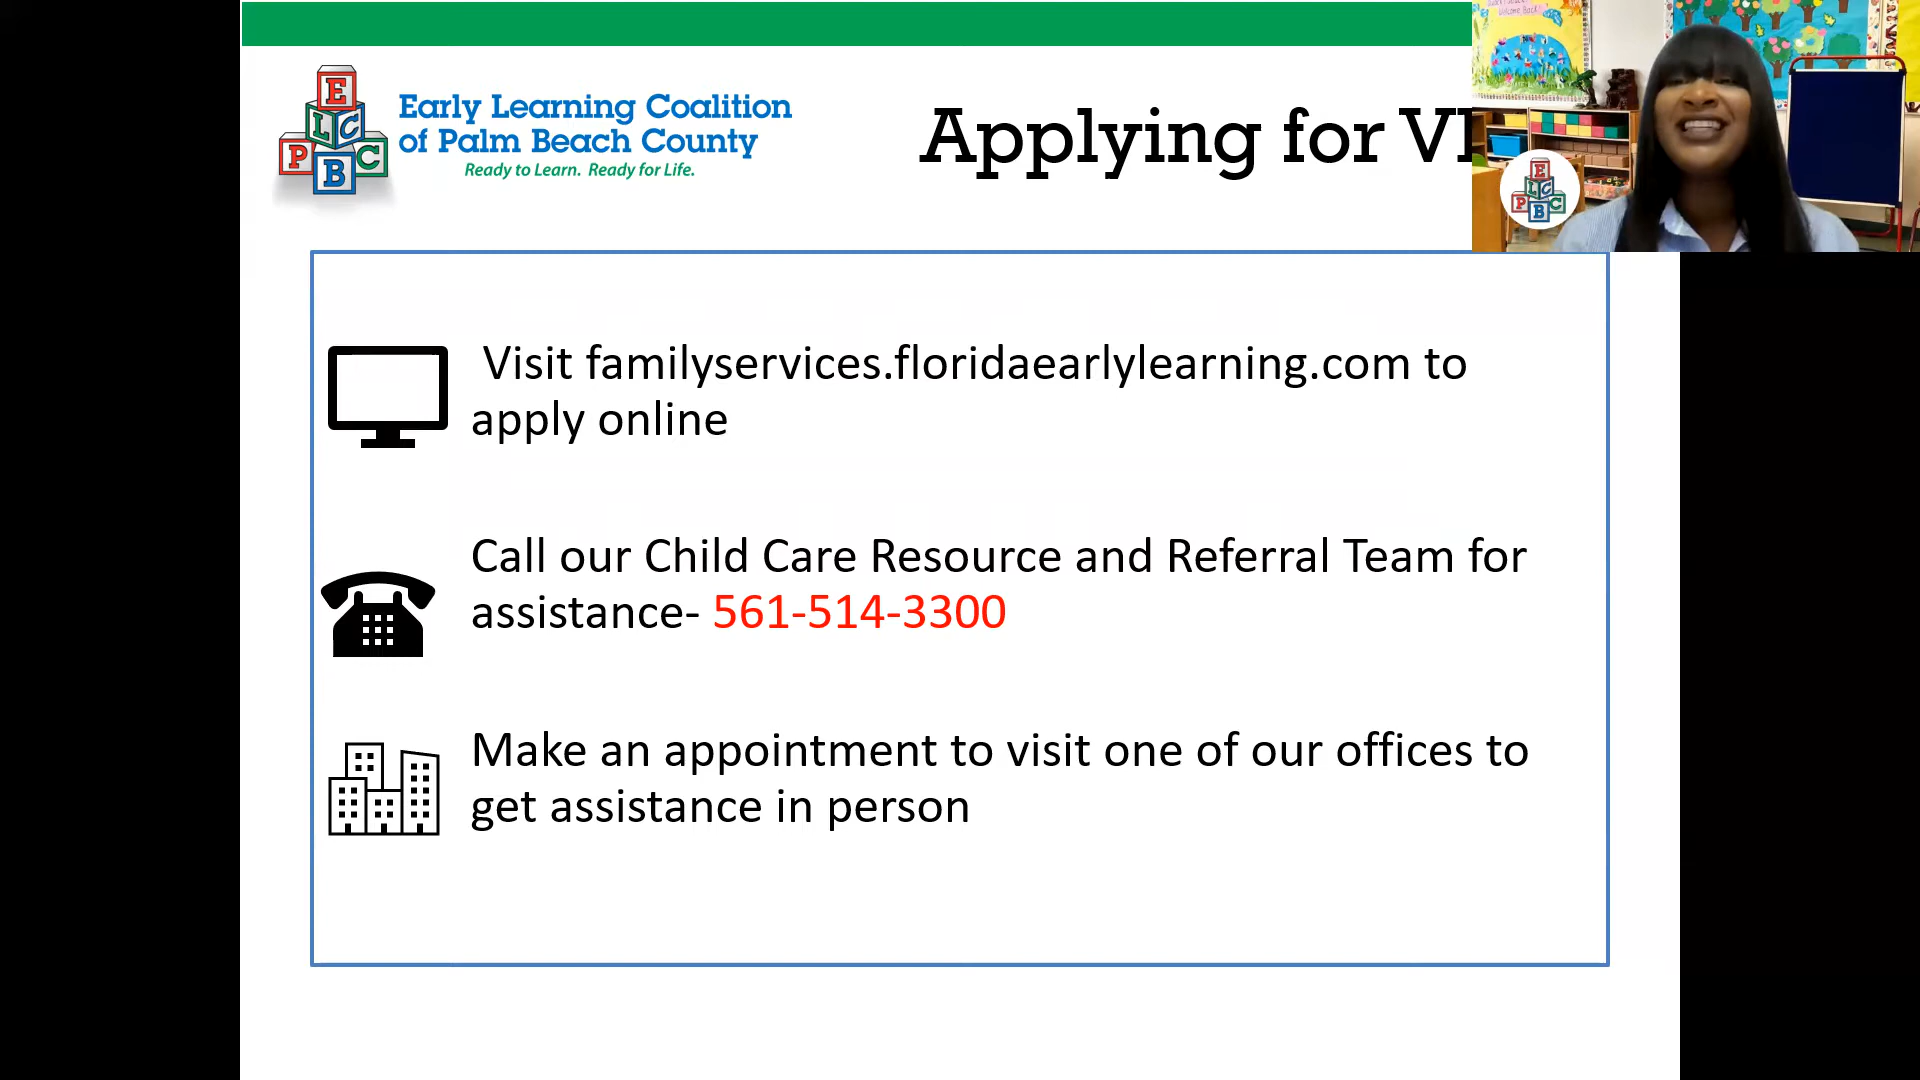 E
L C
P B C
Early Learning Coalition
of Palm Beach County
Ready to Learn. Ready for Life.
Applying for
Welcome Back!
E
L C
P B C
Visit familyservices.floridaearlylearning.com to
apply online
Call our Child Care Resource and Referral Team for
assistance- 561-514-3300
Make an appointment to visit one of our offices to
get assistance in person